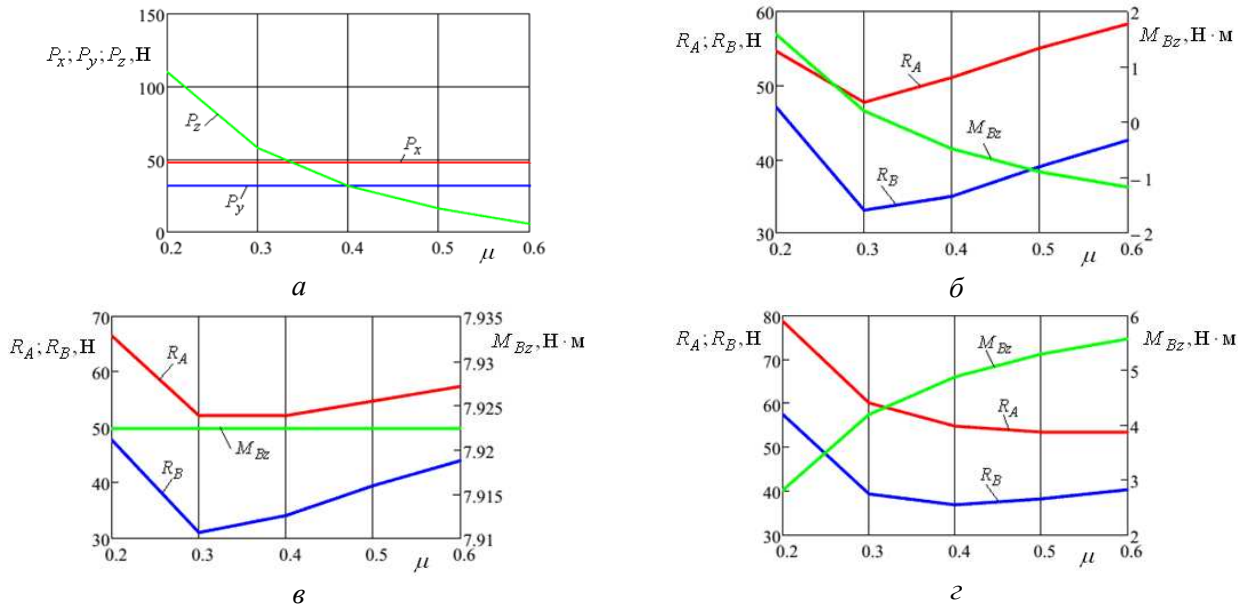 150
P_x; P_y; P_z, Н
100
50
0
P_z
P_x
P_y
0.2 0.3 0.4 0.5 0.6
μ
а
60
R_A; R_B, Н
50
40
30
R_A
M_Bz
R_B
2
M_Bz, Н · м
1
0
−1
−2
0.2 0.3 0.4 0.5 0.6
μ
б
70
R_A; R_B, Н
60
50
40
30
R_A
M_Bz
R_B
7.935
M_Bz, Н · м
7.93
7.925
7.92
7.915
7.91
0.2 0.3 0.4 0.5 0.6
μ
в
80
R_A; R_B, Н
70
60
50
40
30
M_Bz
R_A
R_B
6
M_Bz, Н · м
5
4
3
2
0.2 0.3 0.4 0.5 0.6
μ
г